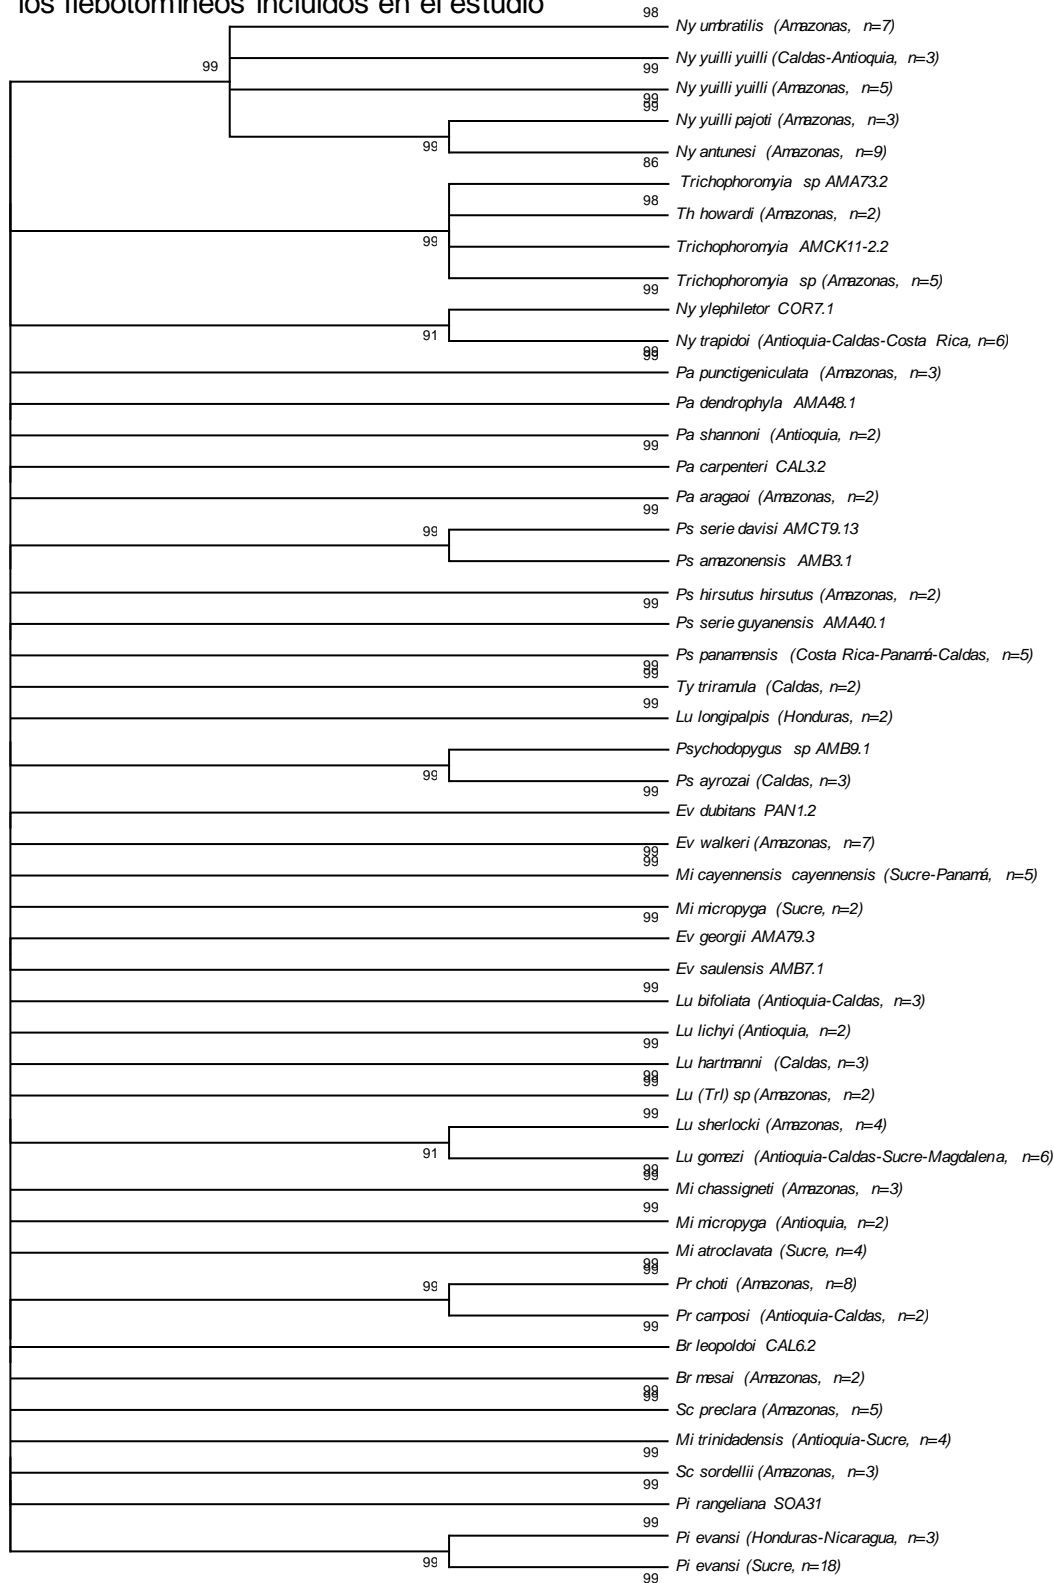 los flebotomíneos incluidos en el estudio
98
Ny umbratilis (Amazonas, n=7)
99
Ny yuilli yuilli (Caldas-Antioquia, n=3)
99
Ny yuilli yuilli (Amazonas, n=5)
99
99
Ny yuilli pajoti (Amazonas, n=3)
99
Ny antunesi (Amazonas, n=9)
86
Trichophoromyia sp AMA73.2
98
Th howardi (Amazonas, n=2)
99
Trichophoromyia AMCK11-2.2
Trichophoromyia sp (Amazonas, n=5)
99
Ny ylephiletor COR7.1
91
Ny trapidoi (Antioquia-Caldas-Costa Rica, n=6)
99
99
Pa punctigeniculata (Amazonas, n=3)
Pa dendrophyla AMA48.1
Pa shannoni (Antioquia, n=2)
99
Pa carpenteri CAL3.2
Pa aragaoi (Amazonas, n=2)
99
99
Ps serie davisi AMCT9.13
Ps amazonensis AMB3.1
Ps hirsutus hirsutus (Amazonas, n=2)
99
Ps serie guyanensis AMA40.1
Ps panamensis (Costa Rica-Panamá-Caldas, n=5)
99
99
Ty triramula (Caldas, n=2)
99
Lu longipalpis (Honduras, n=2)
Psychodopygus sp AMB9.1
99
Ps ayrozai (Caldas, n=3)
99
Ev dubitans PAN1.2
Ev walkeri (Amazonas, n=7)
99
99
Mi cayennensis cayennensis (Sucre-Panamá, n=5)
Mi micropyga (Sucre, n=2)
99
Ev georgii AMA79.3
Ev saulensis AMB7.1
99
Lu bifoliata (Antioquia-Caldas, n=3)
Lu lichyi (Antioquia, n=2)
99
Lu hartmanni (Caldas, n=3)
99
99
Lu (Trl) sp (Amazonas, n=2)
99
Lu sherlocki (Amazonas, n=4)
91
Lu gomezi (Antioquia-Caldas-Sucre-Magdalena, n=6)
99
99
Mi chassigneti (Amazonas, n=3)
99
Mi micropyga (Antioquia, n=2)
Mi atroclavata (Sucre, n=4)
99
99
99
Pr choti (Amazonas, n=8)
Pr camposi (Antioquia-Caldas, n=2)
99
Br leopoldoi CAL6.2
Br mesai (Amazonas, n=2)
99
99
Sc preclara (Amazonas, n=5)
Mi trinidadensis (Antioquia-Sucre, n=4)
99
Sc sordellii (Amazonas, n=3)
99
Pi rangeliana SOA31
99
Pi evansi (Honduras-Nicaragua, n=3)
99
Pi evansi (Sucre, n=18)
99